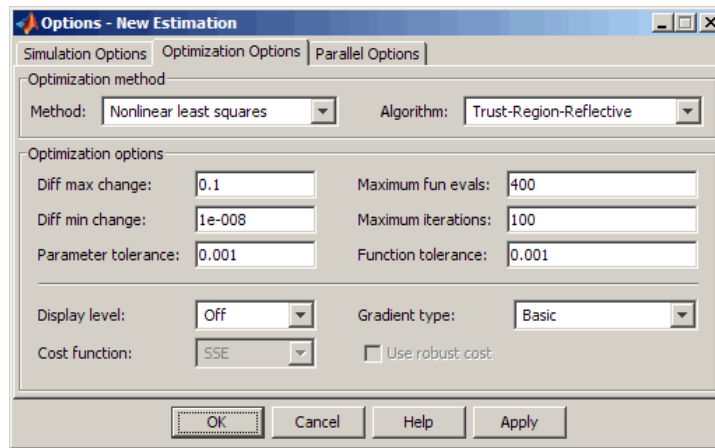 Options - New Estimation
Simulation Options Optimization Options Parallel Options
Optimization method
Method: Nonlinear least squares Algorithm: Trust-Region-Reflective
Optimization options
Diff max change: 0.1 Maximum fun evals: 400
Diff min change: 1e-008 Maximum iterations: 100
Parameter tolerance: 0.001 Function tolerance: 0.001
Display level: Off Gradient type: Basic
Cost function: SSE Use robust cost
OK Cancel Help Apply